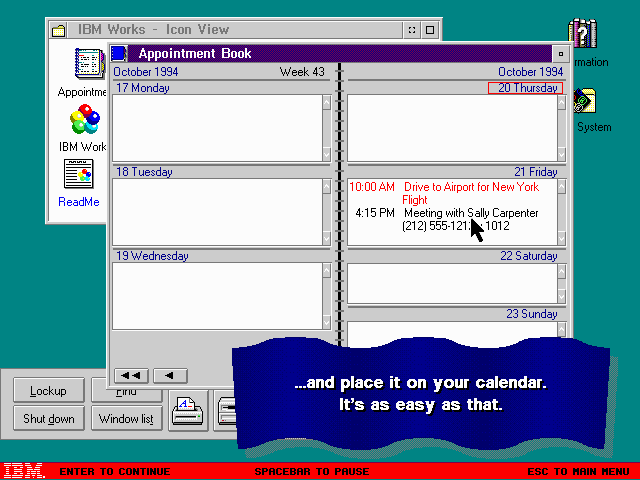 IBM Works - Icon View
Appointment Book
October 1994
Week 43
October 1994
17 Monday
20 Thursday
18 Tuesday
21 Friday
10:00 AM Drive to Airport for New York
Flight
4:15 PM Meeting with Sally Carpenter
(212) 555-121 1012
19 Wednesday
22 Saturday
23 Sunday
Appointme
IBM Work
ReadMe
rmation
System
...and place it on your calendar.
It's as easy as that.
Lockup
Find
Shut down
Window list
IBM
ENTER TO CONTINUE
SPACEBAR TO PAUSE
ESC TO MAIN MENU